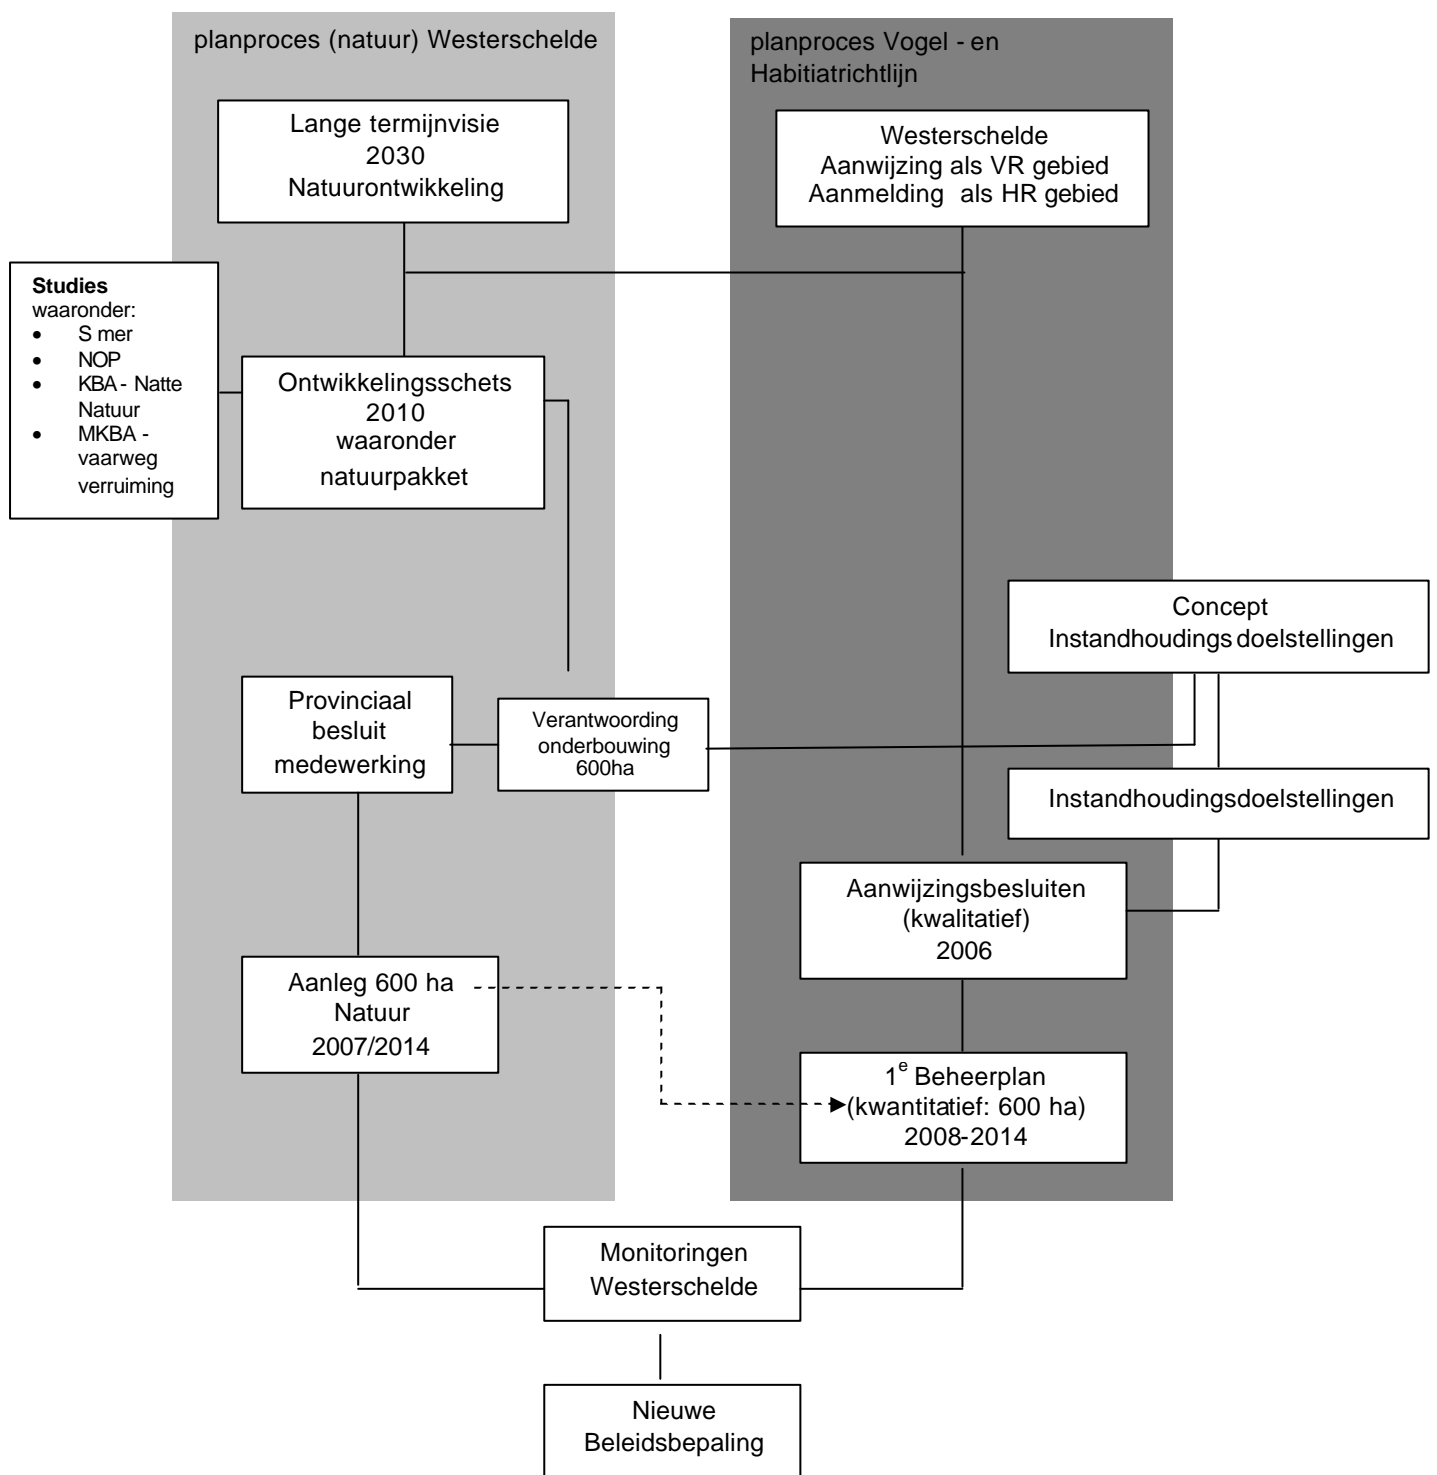 planproces (natuur) Westerschelde
planproces Vogel - en
Habitiatrichtlijn
Lange termijnvisie
2030
Natuurontwikkeling
Westerschelde
Aanwijzing als VR gebied
Aanmelding als HR gebied
Studies
waaronder:
• S mer
• NOP
• KBA - Natte
Natuur
• MKBA -
vaarweg
verruiming
Ontwikkelingsschets
2010
waaronder
natuurpakket
Concept
Instandhoudings doelstellingen
Provinciaal
besluit
medewerking
Verantwoording
onderbouwing
600ha
Instandhoudingsdoelstellingen
Aanwijzingsbesluiten
(kwalitatief)
2006
Aanleg 600 ha
Natuur
2007/2014
1e Beheerplan
(kwantitatief: 600 ha)
2008-2014
Monitoringen
Westerschelde
Nieuwe
Beleidsbepaling